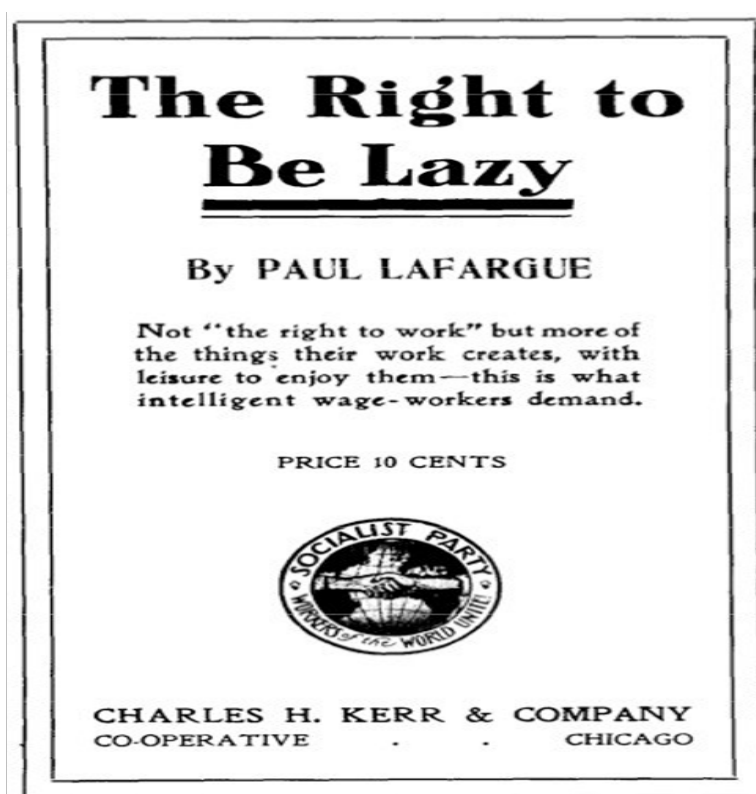 The Right to
Be Lazy
By PAUL LAFARGUE
Not "the right to work" but more of
the things their work creates, with
leisure to enjoy them—this is what
intelligent wage-workers demand.
PRICE 10 CENTS
SOCIALIST PARTY
WORKERS of the WORLD UNITE!
CHARLES H. KERR & COMPANY
CO-OPERATIVE . . CHICAGO